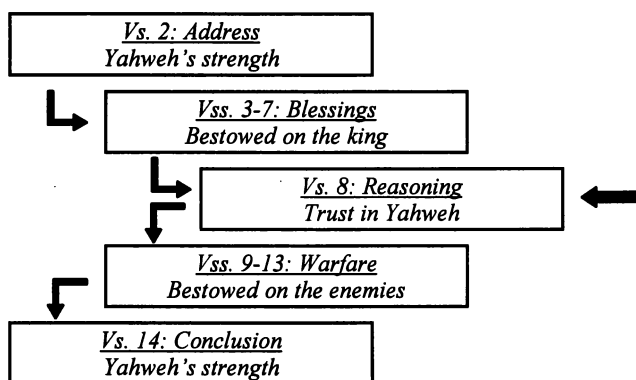 Vs. 2: Address
Yahweh's strength
Vss. 3-7: Blessings
Bestowed on the king
Vs. 8: Reasoning
Trust in Yahweh
Vss. 9-13: Warfare
Bestowed on the enemies
Vs. 14: Conclusion
Yahweh's strength